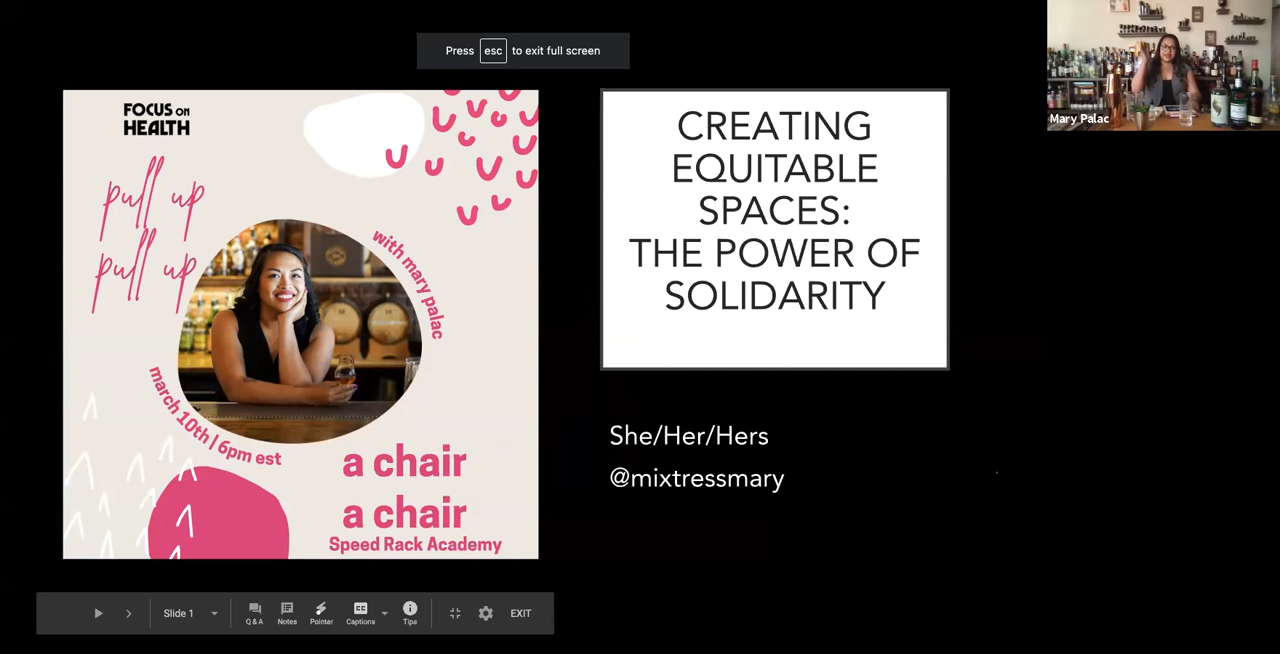 Press esc to exit full screen
FOCUS ON
HEALTH
pull up
pull up
with mary palac
march 10th | 6pm est
a chair
a chair
Speed Rack Academy
CREATING
EQUITABLE
SPACES:
THE POWER OF
SOLIDARITY
She/Her/Hers
@mixtressmary
Mary Palac
Slide 1
Q & A
Notes
Pointer
CC
Captions
Tips
EXIT